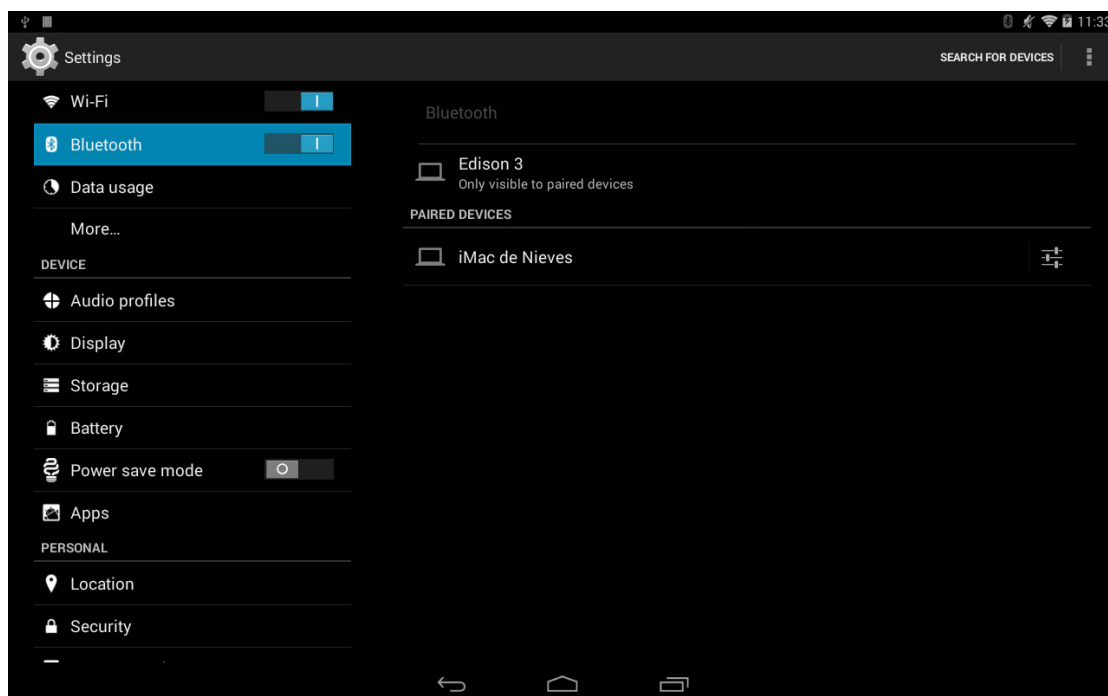 11:33
Settings
SEARCH FOR DEVICES
Wi-Fi
Bluetooth
Data usage
More...
DEVICE
Audio profiles
Display
Storage
Battery
Power save mode
Apps
PERSONAL
Location
Security
Bluetooth
Edison 3
Only visible to paired devices
PAIRED DEVICES
iMac de Nieves